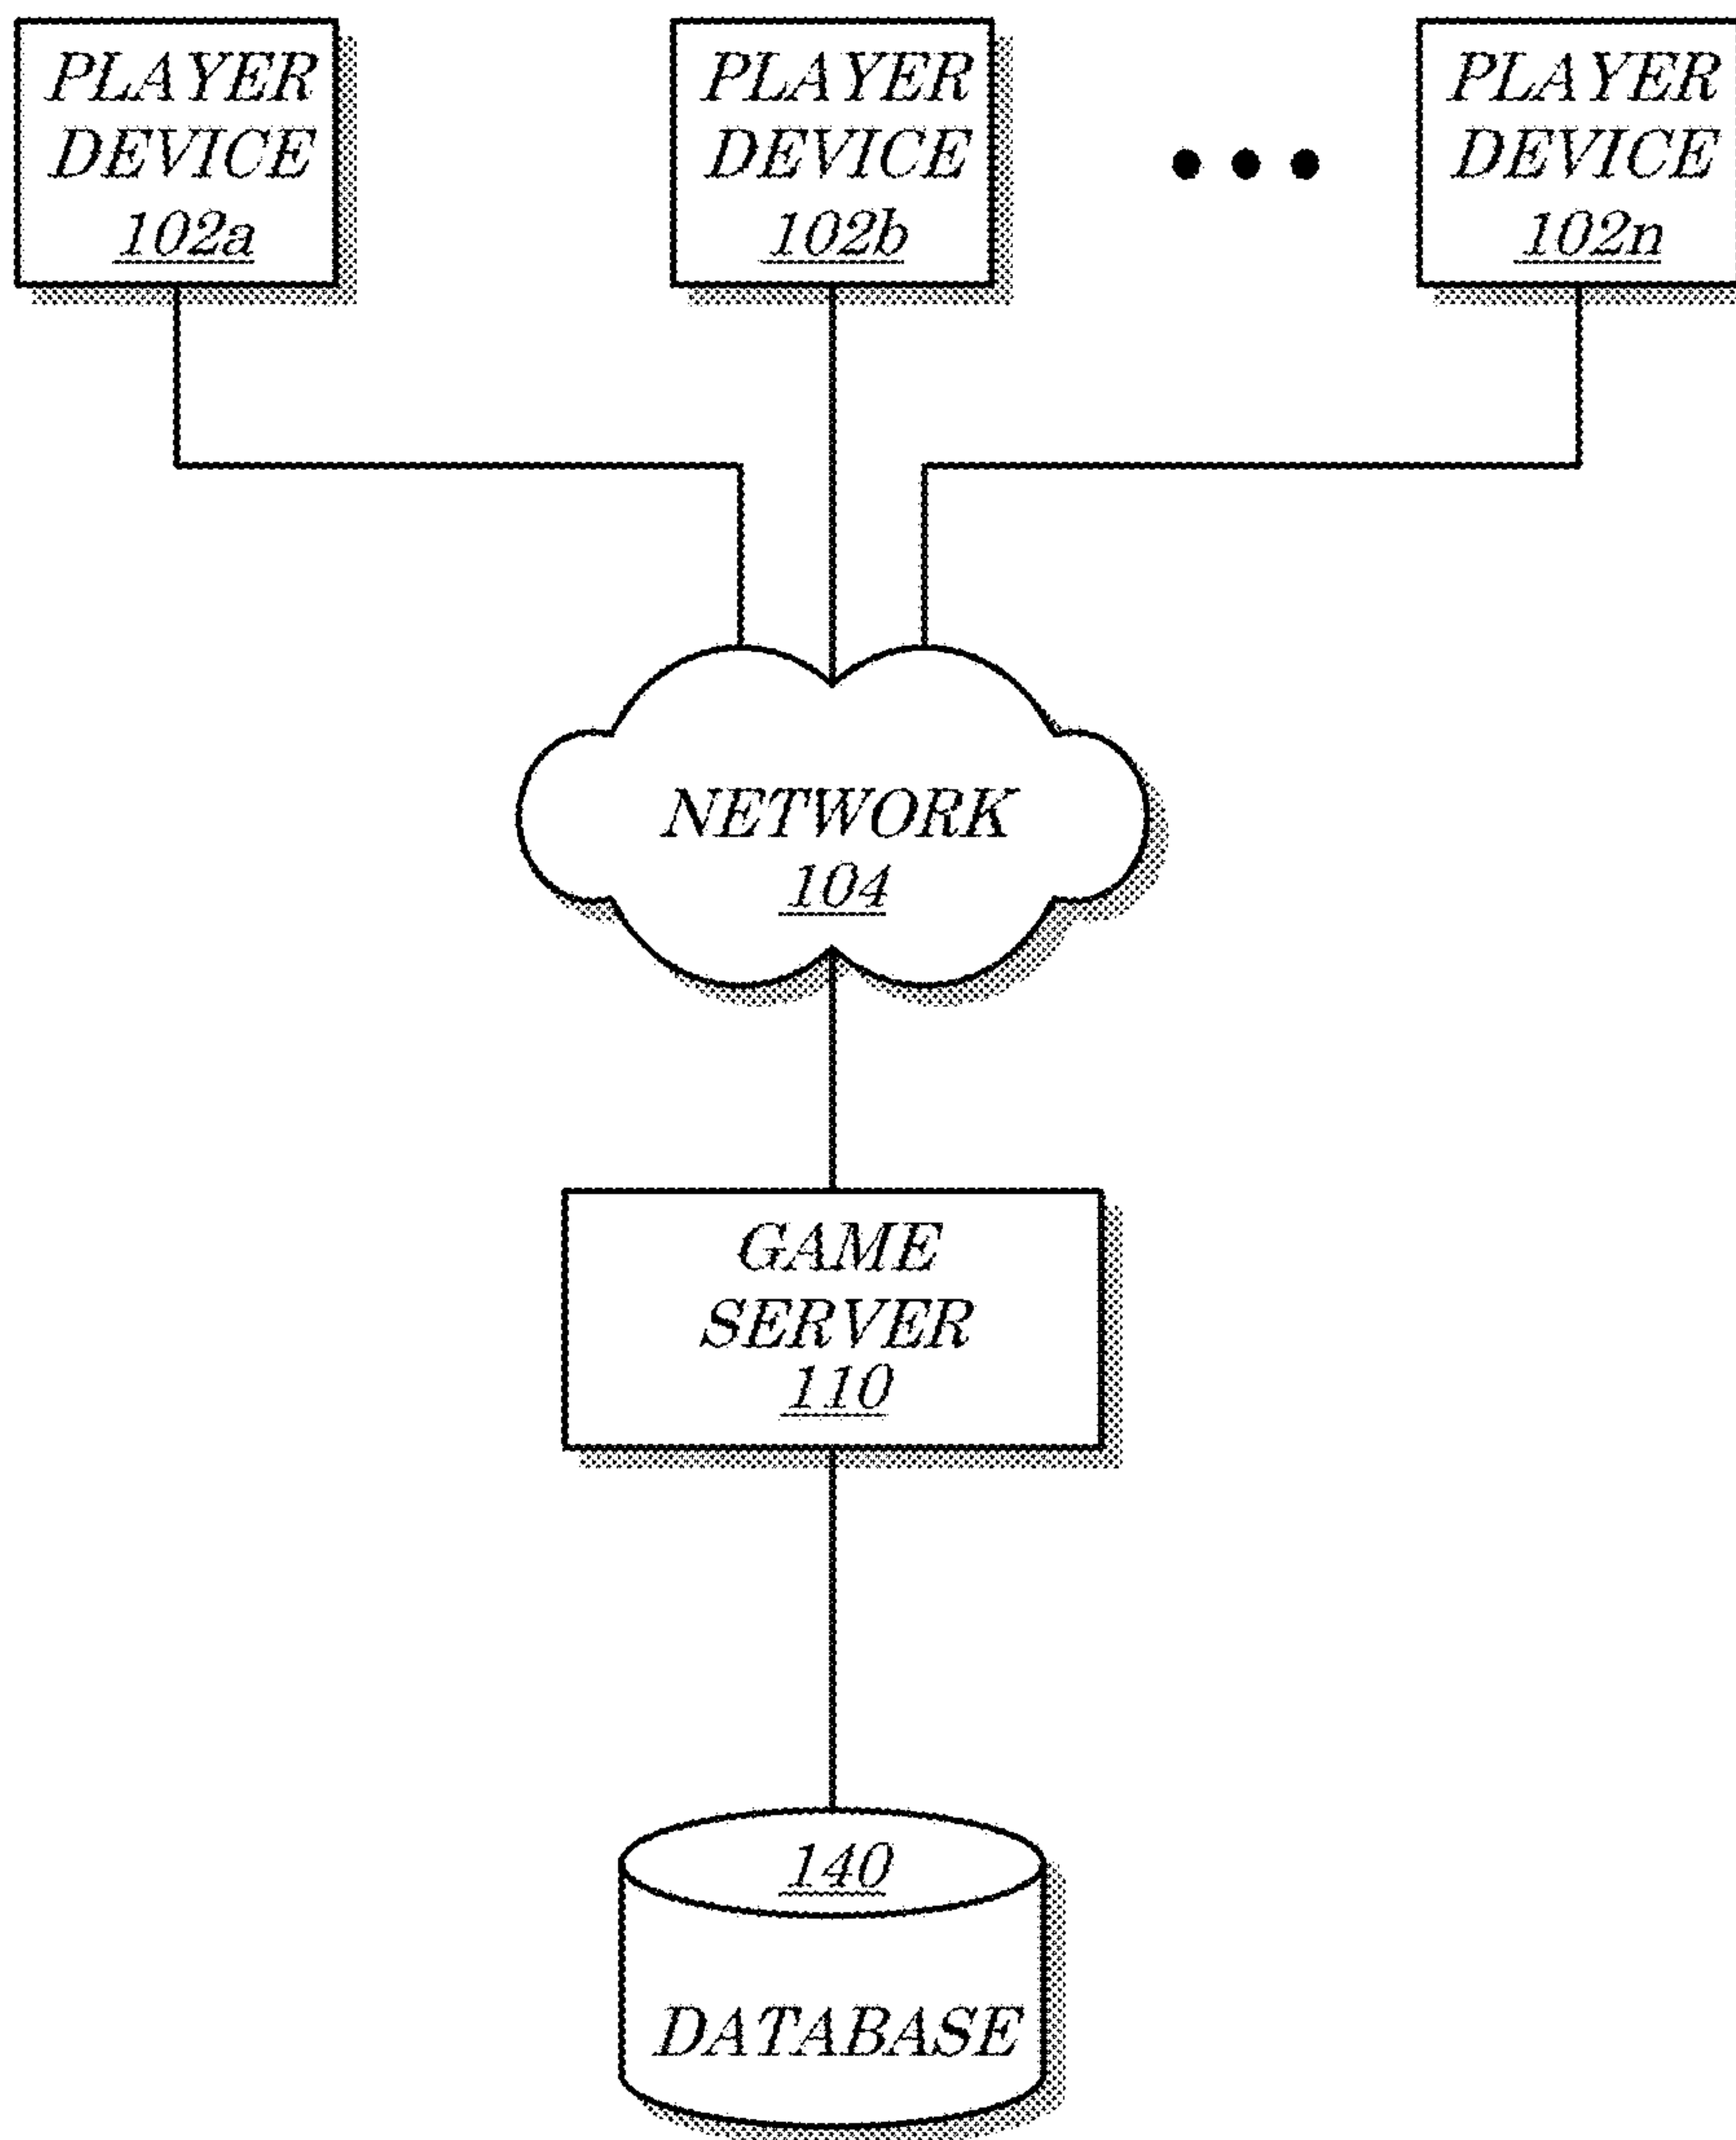 PLAYER
DEVICE
102a
PLAYER
DEVICE
102b
PLAYER
DEVICE
102n
NETWORK
104
GAME
SERVER
110
140
DATABASE